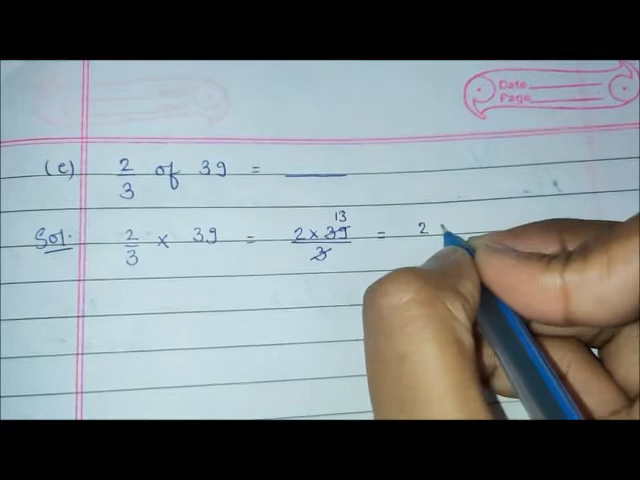 Date
Page
(e) 2/3 of 39 = ____
Sol. 2/3 × 39 = 2 × 39/3 13 = 2